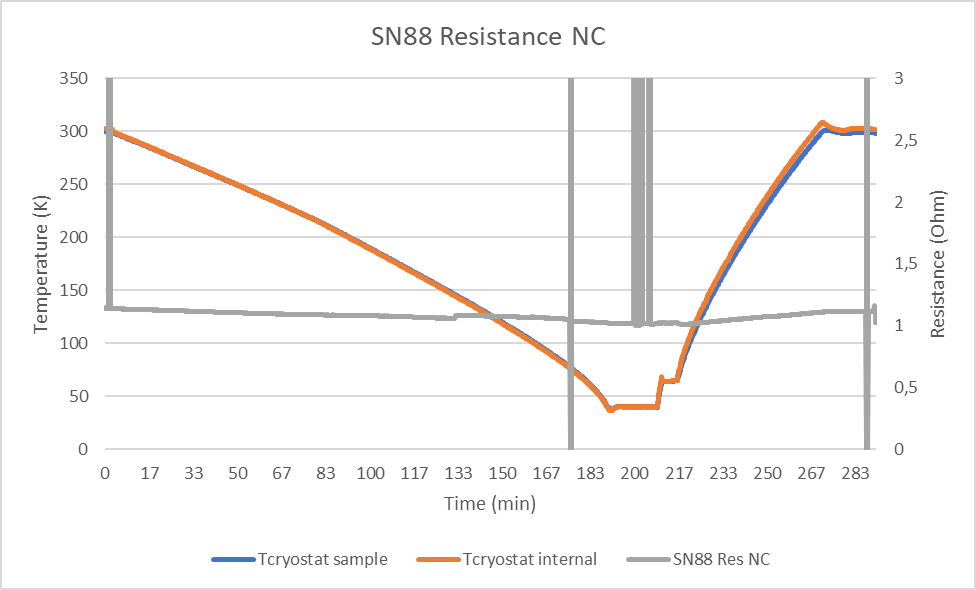 SN88 Resistance NC
350
300
250
200
150
100
50
0
Temperature (K)
3
2,5
2
1,5
1
0,5
0
Resistance (Ohm)
0 17 33 50 67 83 100 117 133 150 167 183 200 217 233 250 267 283
Time (min)
Tcryostat sample Tcryostat internal SN88 Res NC